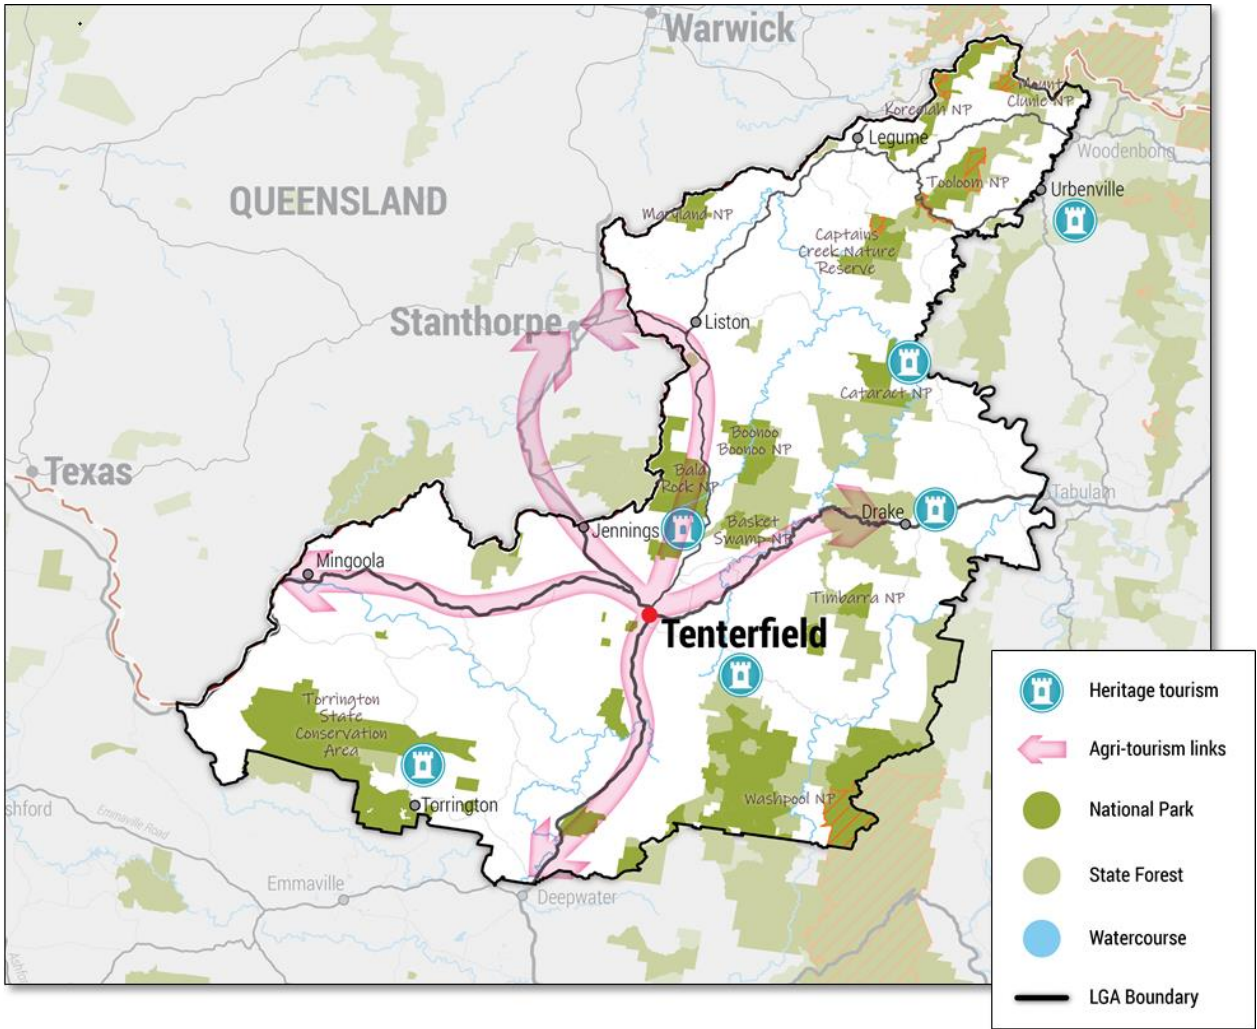 Warwick
Mount
Clunie NP
Koreelah NP
Legume
Woodenbong
QUEENSLAND
Tooloom NP
Urbenville
Maryland NP
Captains
Creek Nature
Reserve
Stanthorpe
Liston
Cataract NP
Boonoo
Boonoo NP
Texas
Bald
Rock NP
Tabulam
Drake
Jennings
Basket
Swamp NP
Mingoola
Timbarra NP
Tenterfield
Torrington
State
Conservation
Area
Washpool NP
Torrington
shford
Emmaville Road
Emmaville
Deepwater
Ashfo
Heritage tourism
Agri-tourism links
National Park
State Forest
Watercourse
LGA Boundary